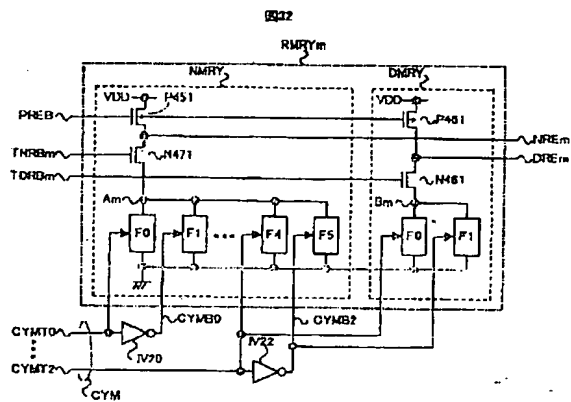 図32
RMRYm
NMRY
DMRY
VDD
P451
VDD
P461
PREB
NREm
TNRBm
N471
DREm
TDRBm
N461
Am
Bm
F0
F1
F4
F5
F0
F1
CYMB0
CYMB2
CYMT0
IV20
IV22
CYMT2
CYM